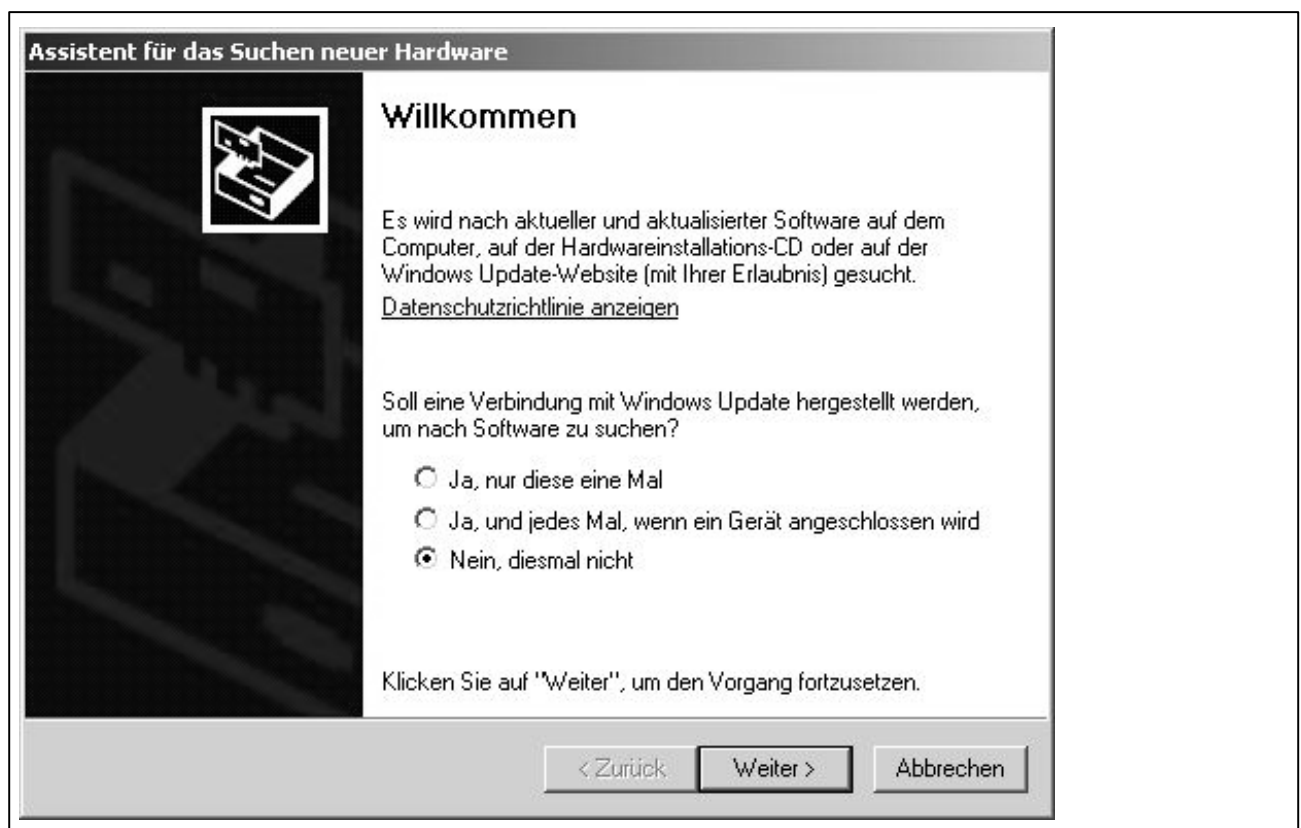 Assistent für das Suchen neuer Hardware
Willkommen
Es wird nach aktueller und aktualisierter Software auf dem
Computer, auf der Hardwareinstallations-CD oder auf der
Windows Update-Website (mit Ihrer Erlaubnis) gesucht.
Datenschutzrichtlinie anzeigen
Soll eine Verbindung mit Windows Update hergestellt werden,
um nach Software zu suchen?
Ja, nur diese eine Mal
Ja, und jedes Mal, wenn ein Gerät angeschlossen wird
Nein, diesmal nicht
Klicken Sie auf "Weiter", um den Vorgang fortzusetzen.
< Zurück Weiter > Abbrechen